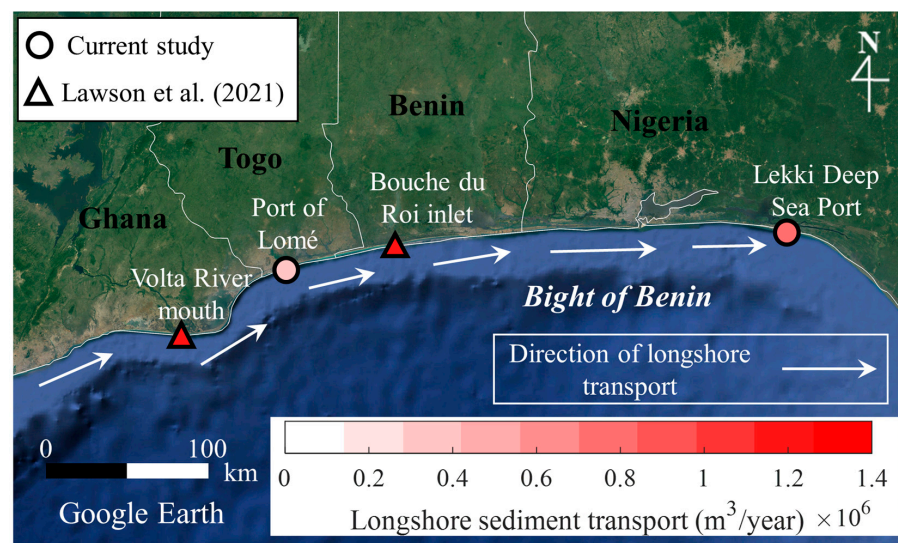 Current study
Lawson et al. (2021)
N
Benin
Nigeria
Togo
Ghana
Bouche du
Roi inlet
Lekki Deep
Sea Port
Port of
Lomé
Volta River
mouth
Bight of Benin
Direction of longshore
transport
0 100
km
Google Earth
0 0.2 0.4 0.6 0.8 1 1.2 1.4
Longshore sediment transport (m³/year) ×10⁶